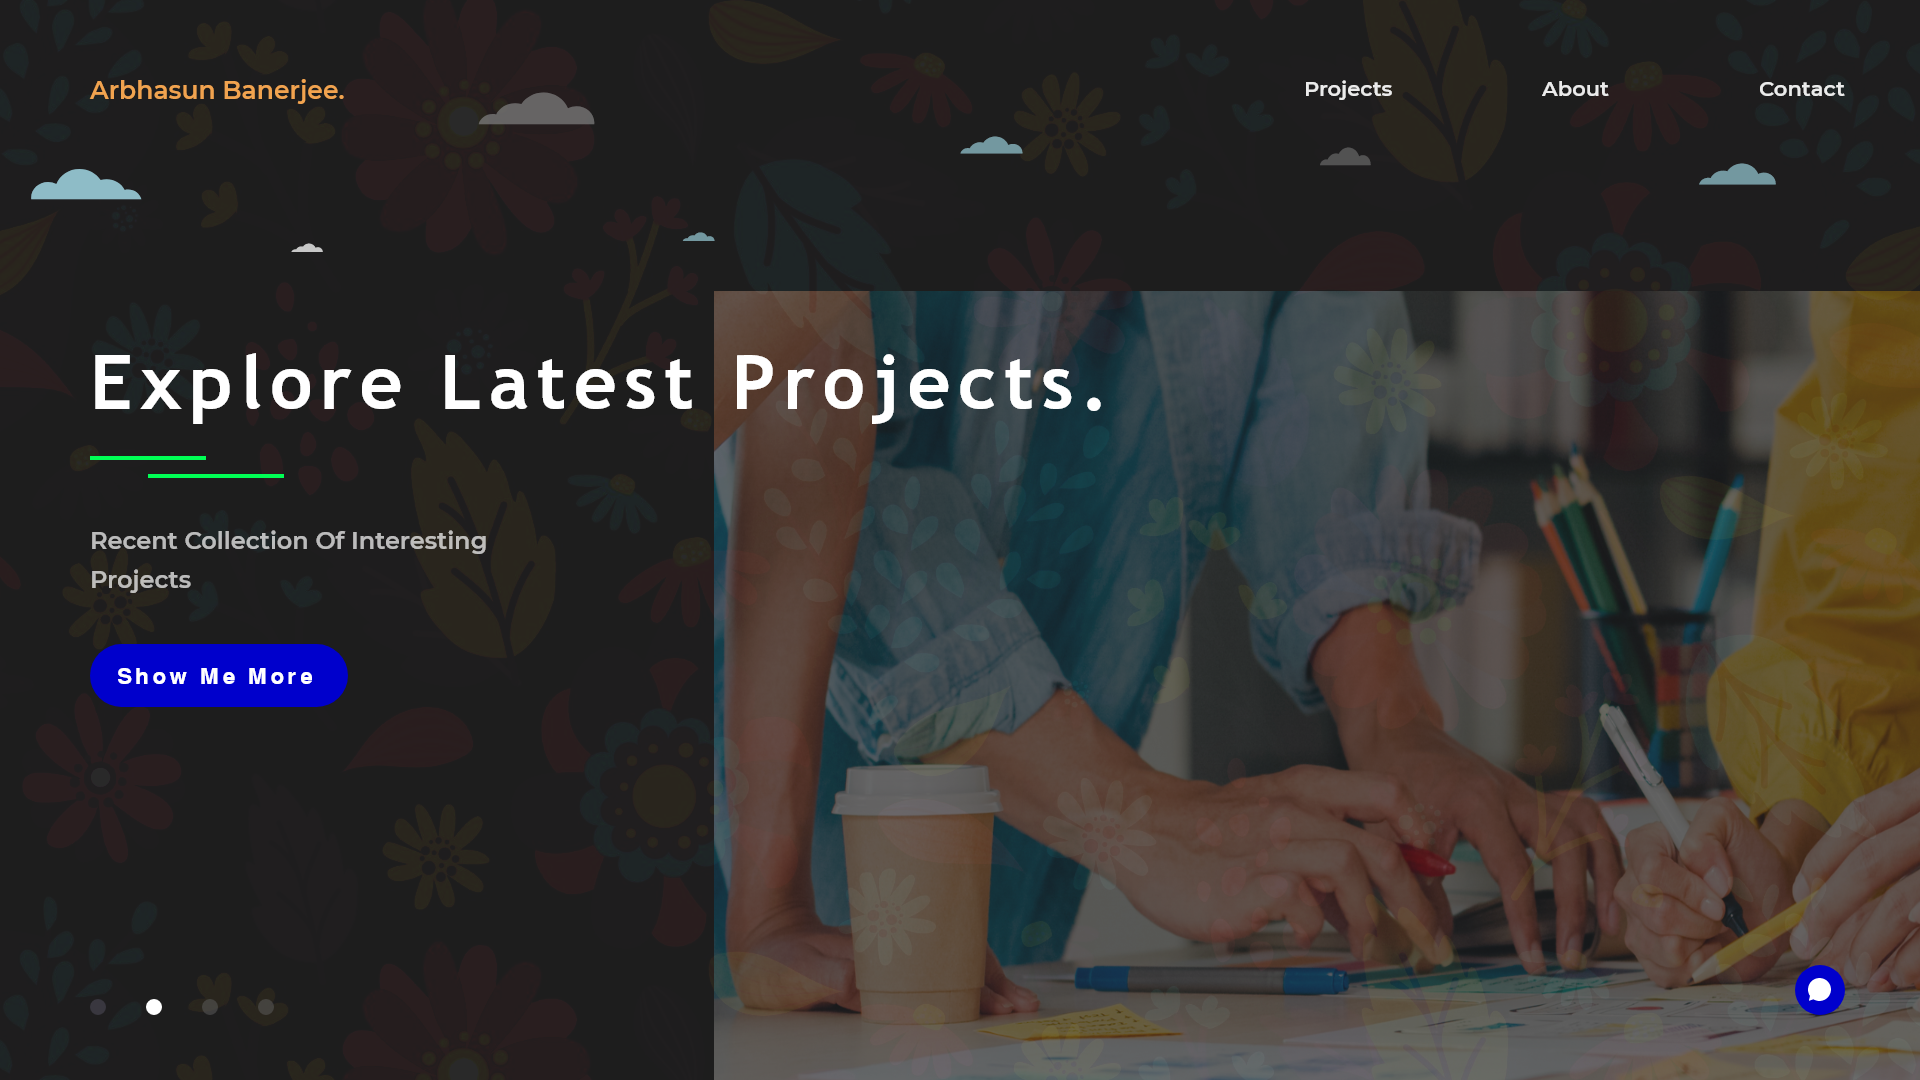 Arbhasun Banerjee.
Projects
About
Contact
Explore Latest Projects.
Recent Collection Of Interesting
Projects
Show Me More